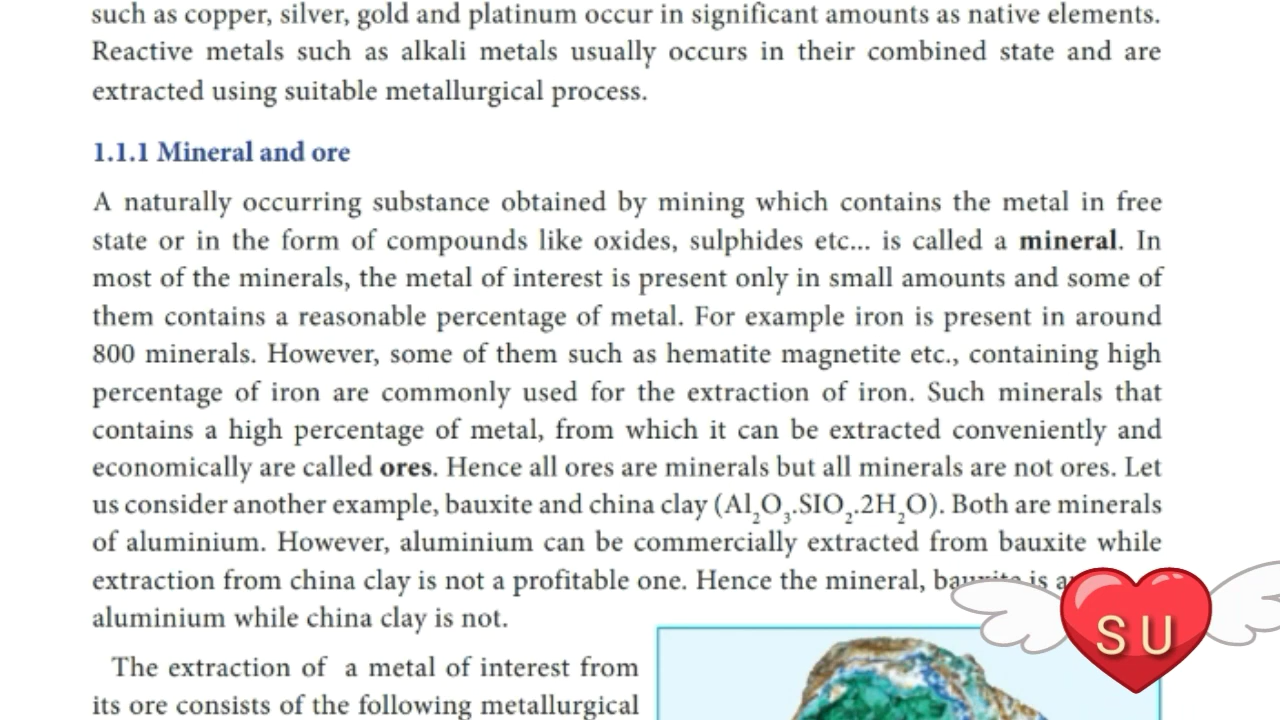 such as copper, silver, gold and platinum occur in significant amounts as native elements.
Reactive metals such as alkali metals usually occurs in their combined state and are
extracted using suitable metallurgical process.
1.1.1 Mineral and ore
A naturally occurring substance obtained by mining which contains the metal in free
state or in the form of compounds like oxides, sulphides etc... is called a mineral. In
most of the minerals, the metal of interest is present only in small amounts and some of
them contains a reasonable percentage of metal. For example iron is present in around
800 minerals. However, some of them such as hematite magnetite etc., containing high
percentage of iron are commonly used for the extraction of iron. Such minerals that
contains a high percentage of metal, from which it can be extracted conveniently and
economically are called ores. Hence all ores are minerals but all minerals are not ores. Let
us consider another example, bauxite and china clay (Al₂O₃.SIO₂.2H₂O). Both are minerals
of aluminium. However, aluminium can be commercially extracted from bauxite while
extraction from china clay is not a profitable one. Hence the mineral, bauxite is
aluminium while china clay is not.
The extraction of a metal of interest from
its ore consists of the following metallurgical
S U